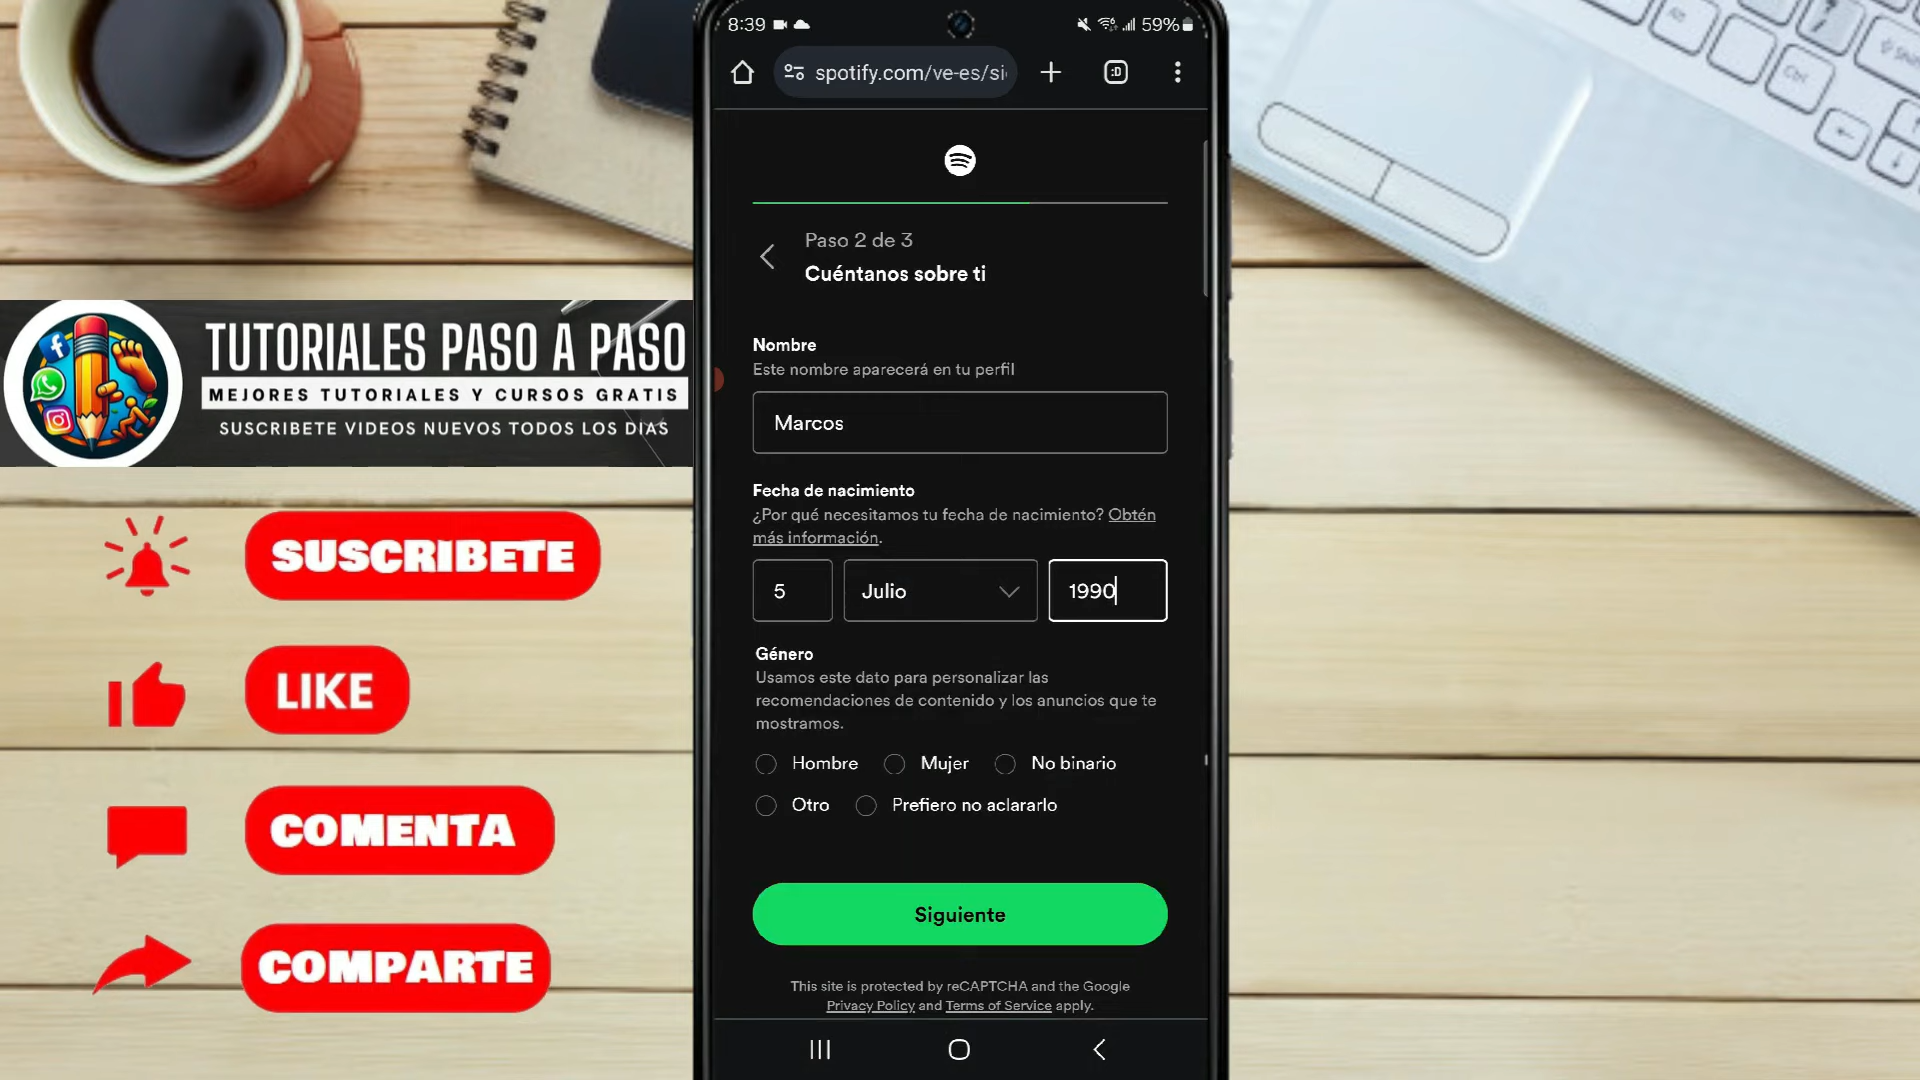 8:39
59%
spotify.com/ve-es/si
:D
Paso 2 de 3
Cuéntanos sobre ti
Nombre
Este nombre aparecerá en tu perfil
Marcos
Fecha de nacimiento
¿Por qué necesitamos tu fecha de nacimiento? Obtén
más información.
5
Julio
1990
Género
Usamos este dato para personalizar las
recomendaciones de contenido y los anuncios que te
mostramos.
Hombre
Mujer
No binario
Otro
Prefiero no aclararlo
Siguiente
This site is protected by reCAPTCHA and the Google
Privacy Policy and Terms of Service apply.
TUTORIALES PASO A PASO
MEJORES TUTORIALES Y CURSOS GRATIS
SUSCRIBETE VIDEOS NUEVOS TODOS LOS DIAS
SUSCRIBETE
LIKE
COMENTA
COMPARTE
Alt
Ctrl
Shift